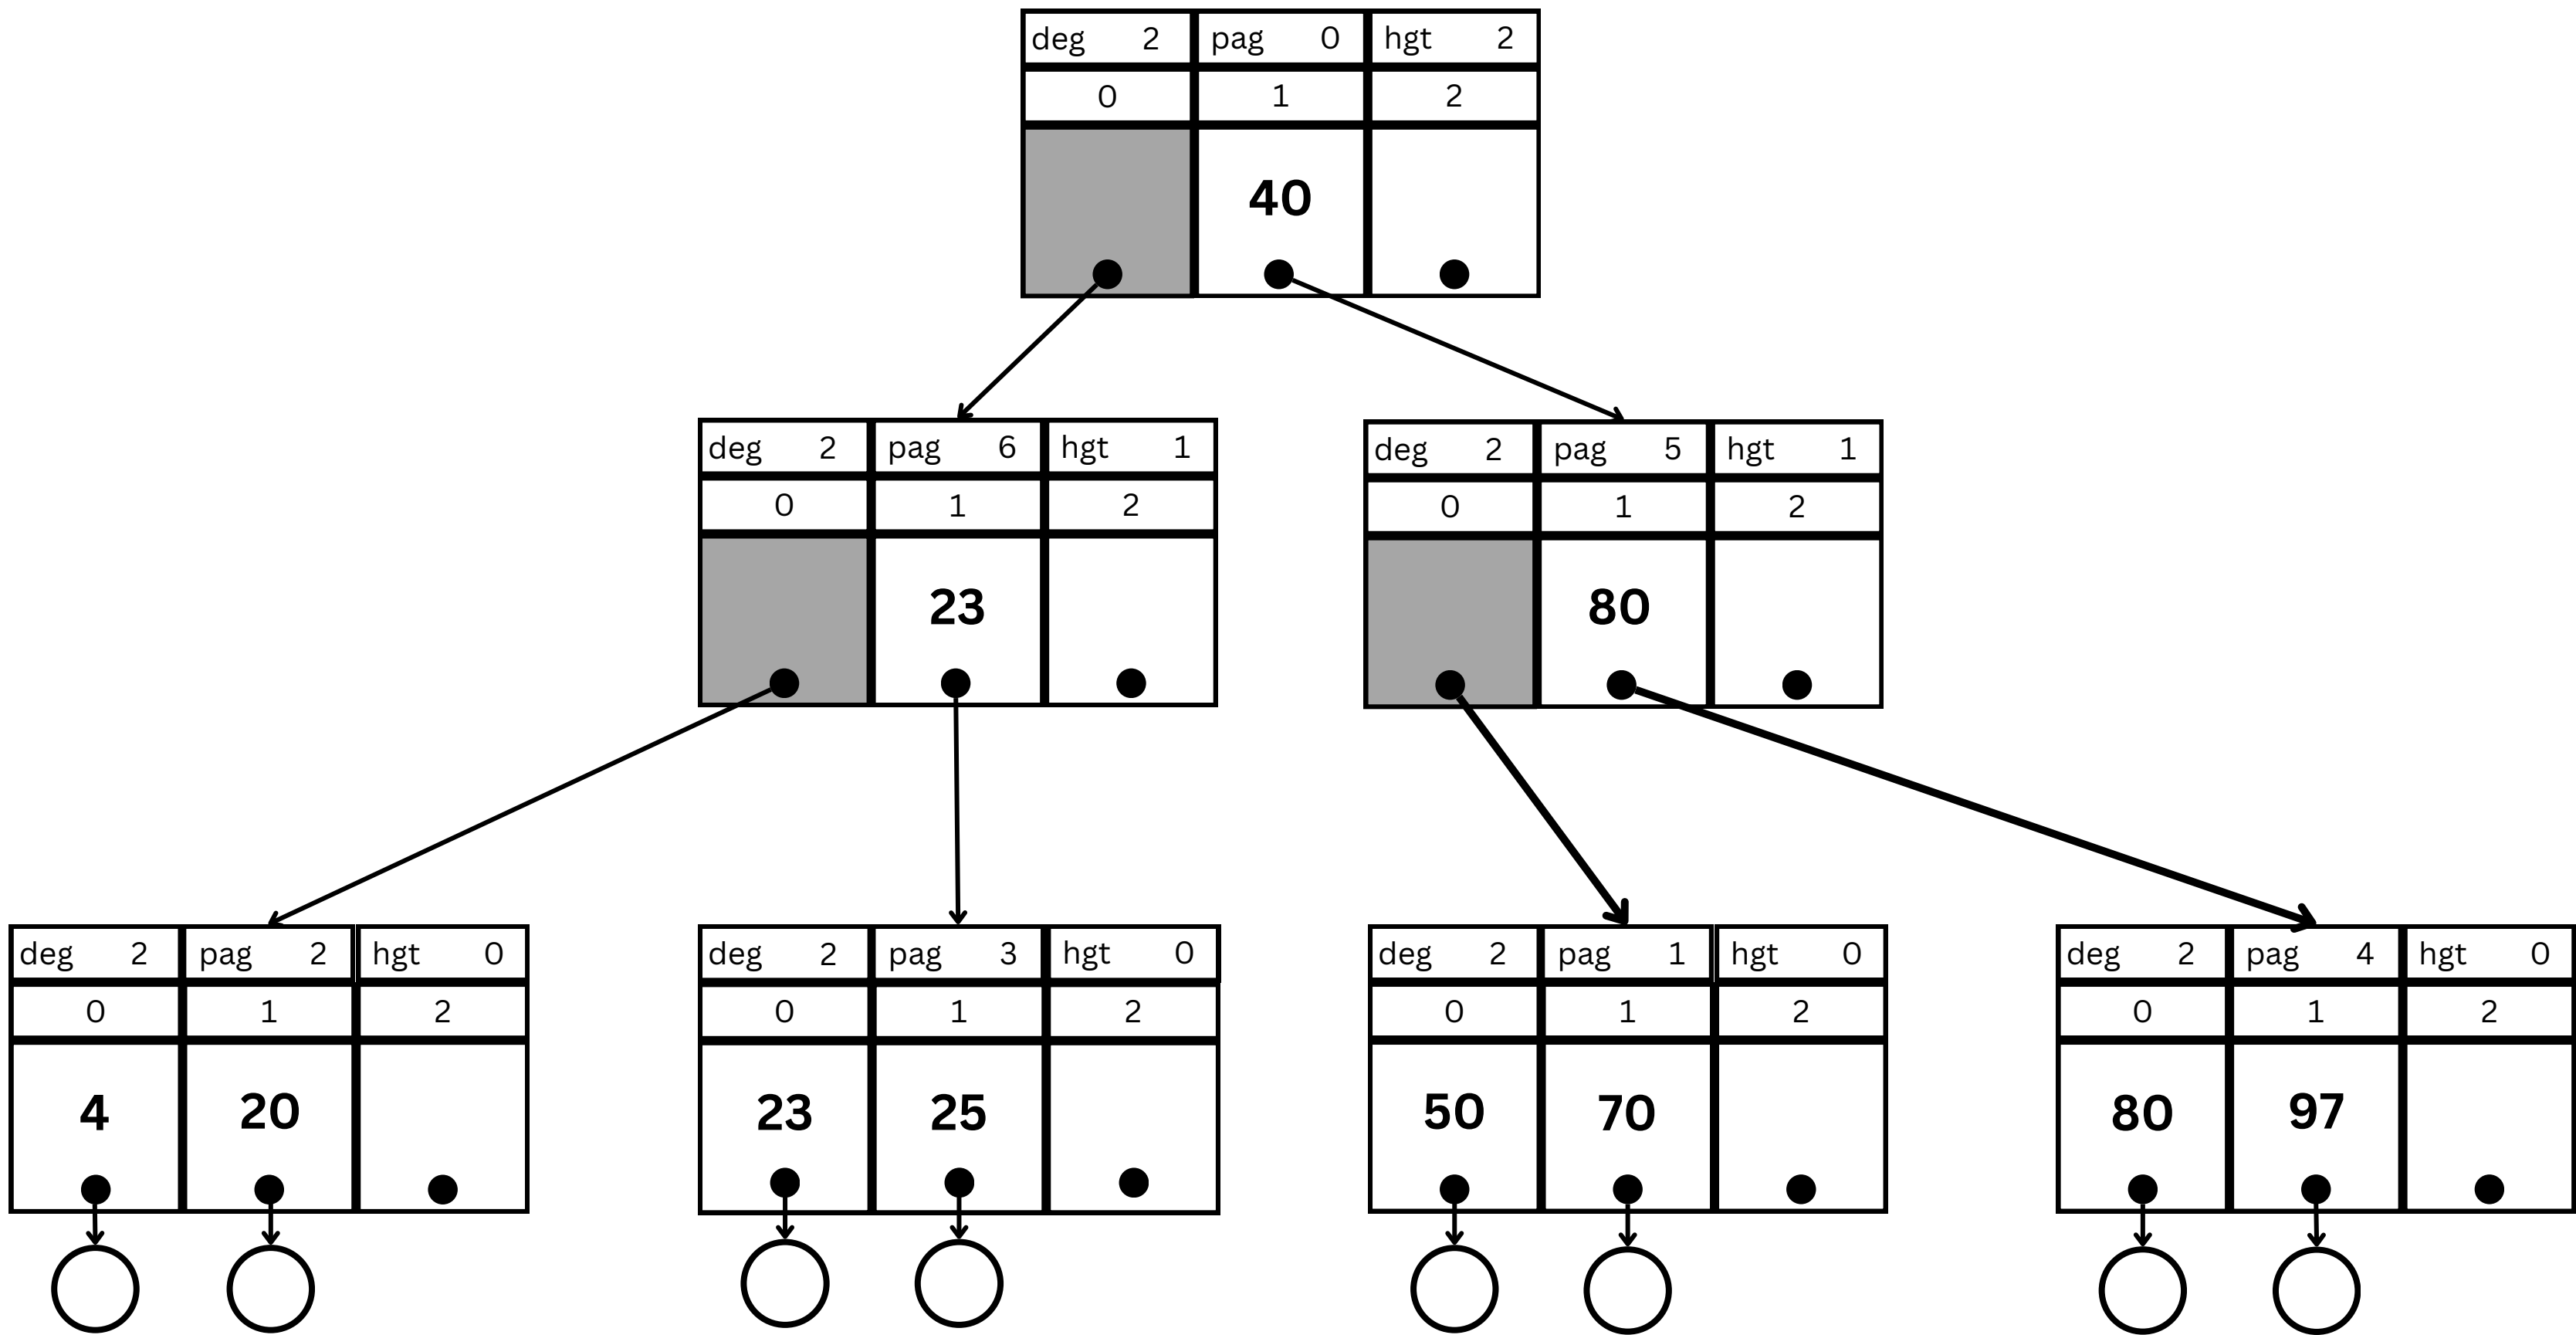 deg 2 pag 0 hgt 2
0 1 2
40
deg 2 pag 6 hgt 1
0 1 2
23
deg 2 pag 5 hgt 1
0 1 2
80
deg 2 pag 2 hgt 0
0 1 2
4 20
deg 2 pag 3 hgt 0
0 1 2
23 25
deg 2 pag 1 hgt 0
0 1 2
50 70
deg 2 pag 4 hgt 0
0 1 2
80 97